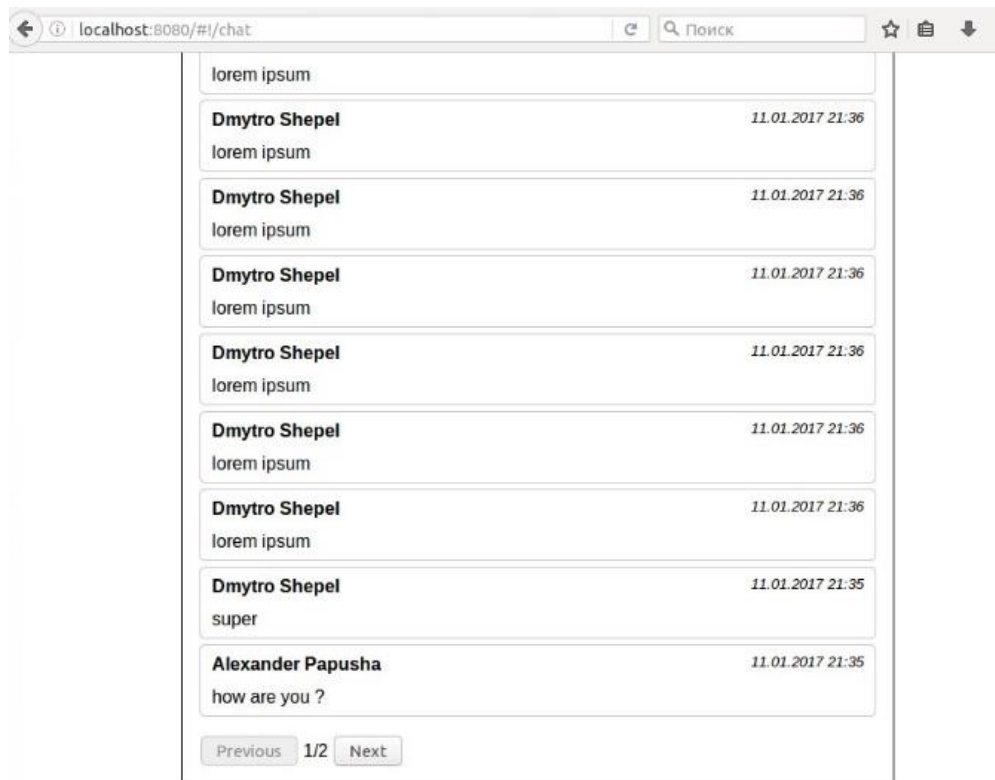 localhost:8080/#!/chat Поиск
lorem ipsum
Dmytro Shepel 11.01.2017 21:36
lorem ipsum
Dmytro Shepel 11.01.2017 21:36
lorem ipsum
Dmytro Shepel 11.01.2017 21:36
lorem ipsum
Dmytro Shepel 11.01.2017 21:36
lorem ipsum
Dmytro Shepel 11.01.2017 21:36
lorem ipsum
Dmytro Shepel 11.01.2017 21:36
lorem ipsum
Dmytro Shepel 11.01.2017 21:35
super
Alexander Papusha 11.01.2017 21:35
how are you ?
Previous 1/2 Next